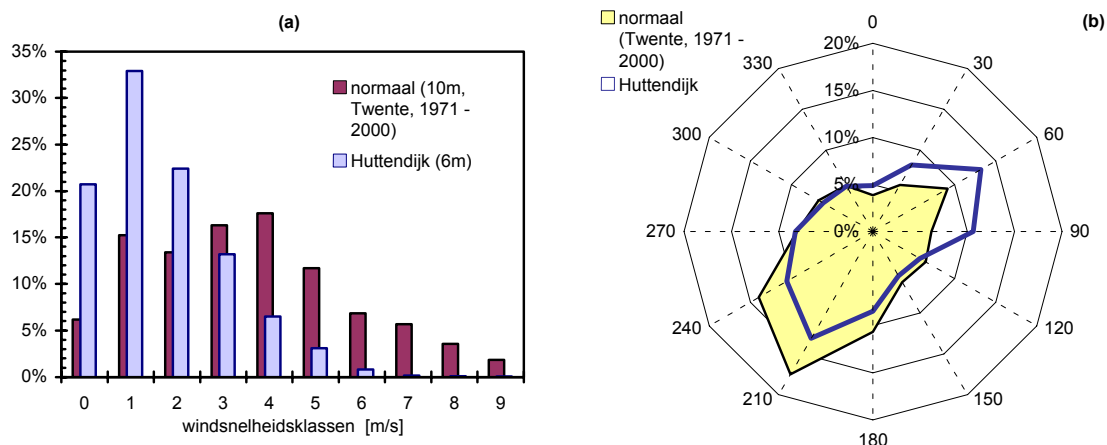 (a)
35%
30%
25%
20%
15%
10%
5%
0%
normaal (10m,
Twente, 1971 -
2000)
Huttendijk (6m)
0 1 2 3 4 5 6 7 8 9
windsnelheidsklassen [m/s]
(b)
normaal
(Twente, 1971 -
2000)
Huttendijk
0
30
60
90
120
150
180
210
240
270
300
330
20%
15%
10%
5%
0%